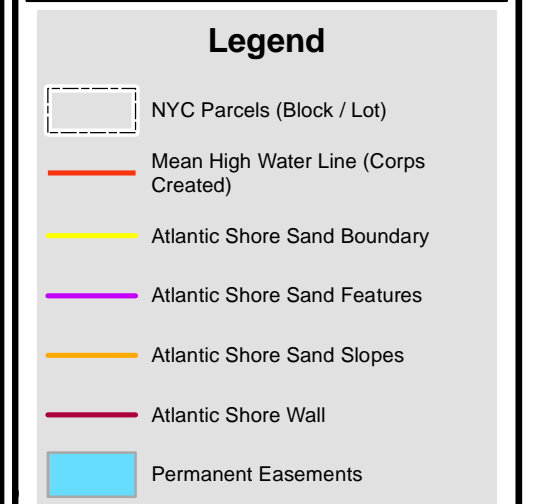 Legend
NYC Parcels (Block / Lot)
Mean High Water Line (Corps
Created)
Atlantic Shore Sand Boundary
Atlantic Shore Sand Features
Atlantic Shore Sand Slopes
Atlantic Shore Wall
Permanent Easements